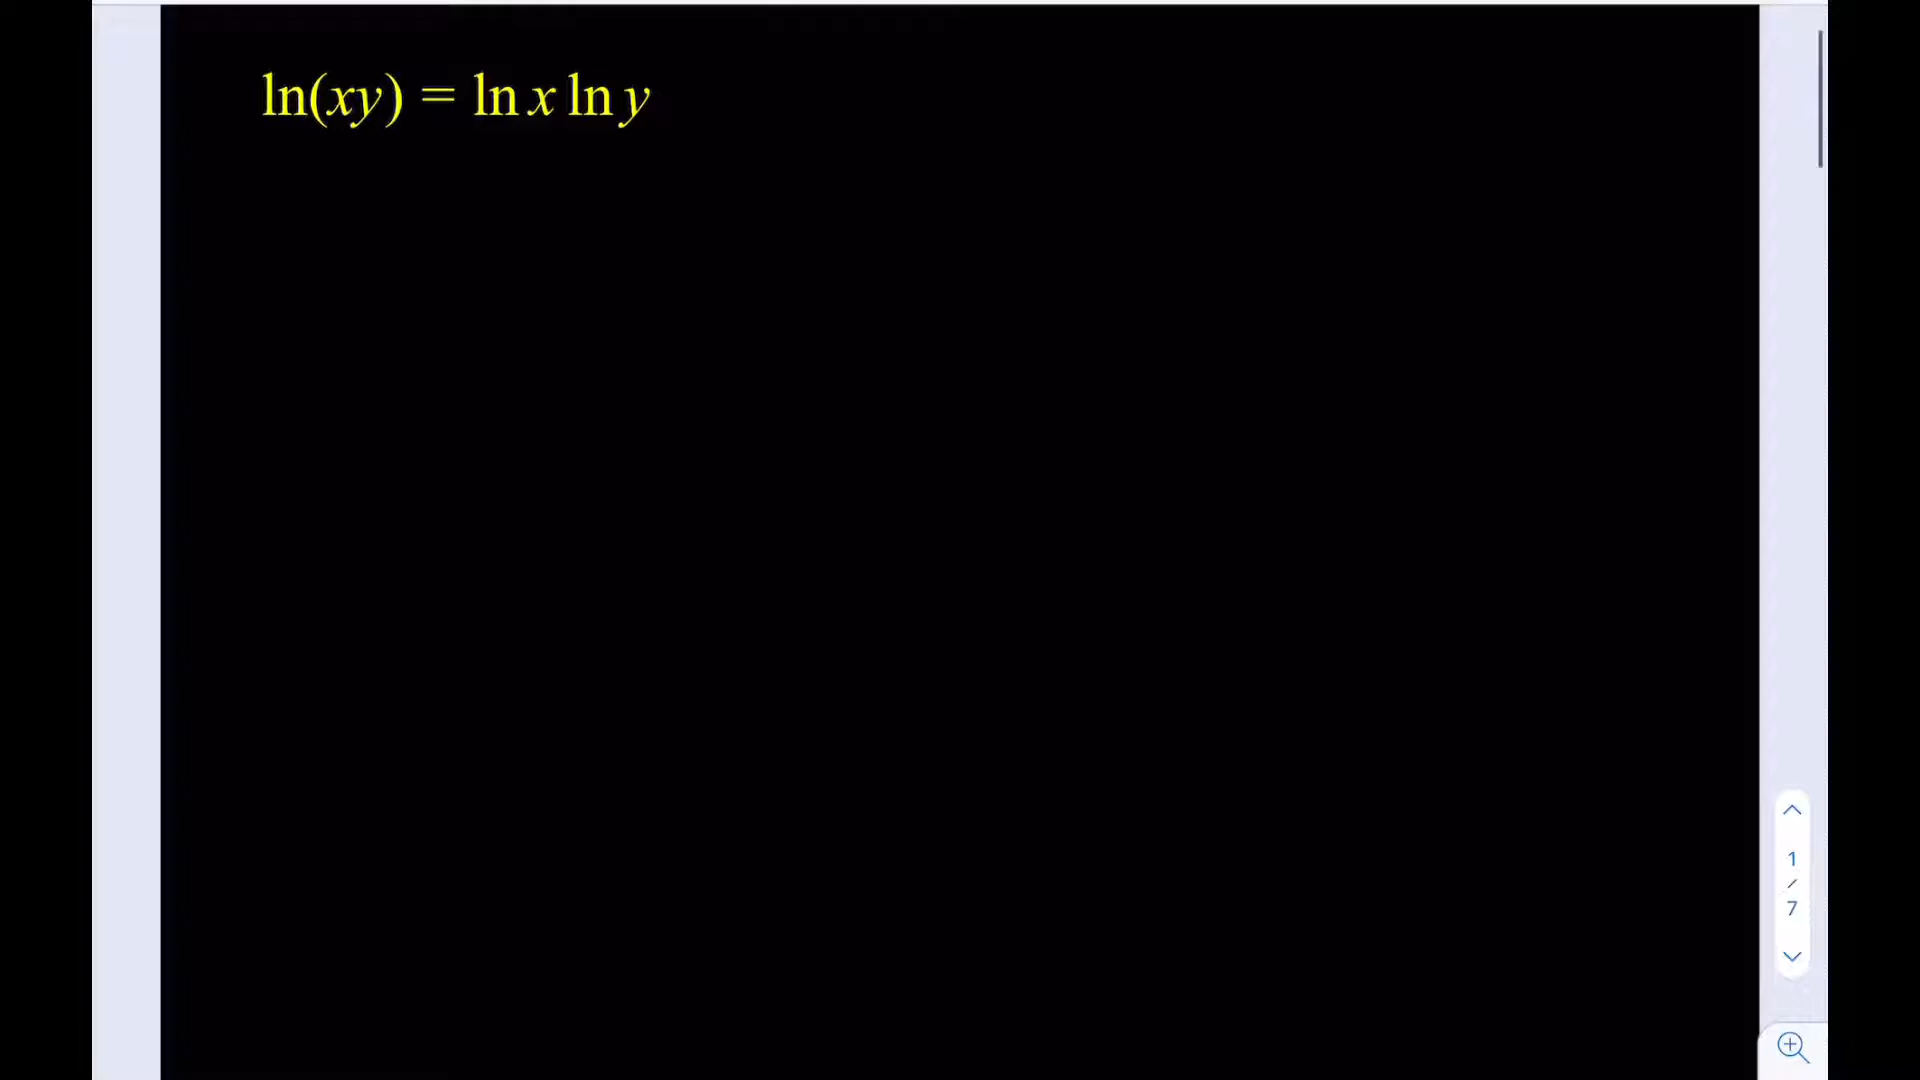 ln(xy) = ln x ln y
1
/
7